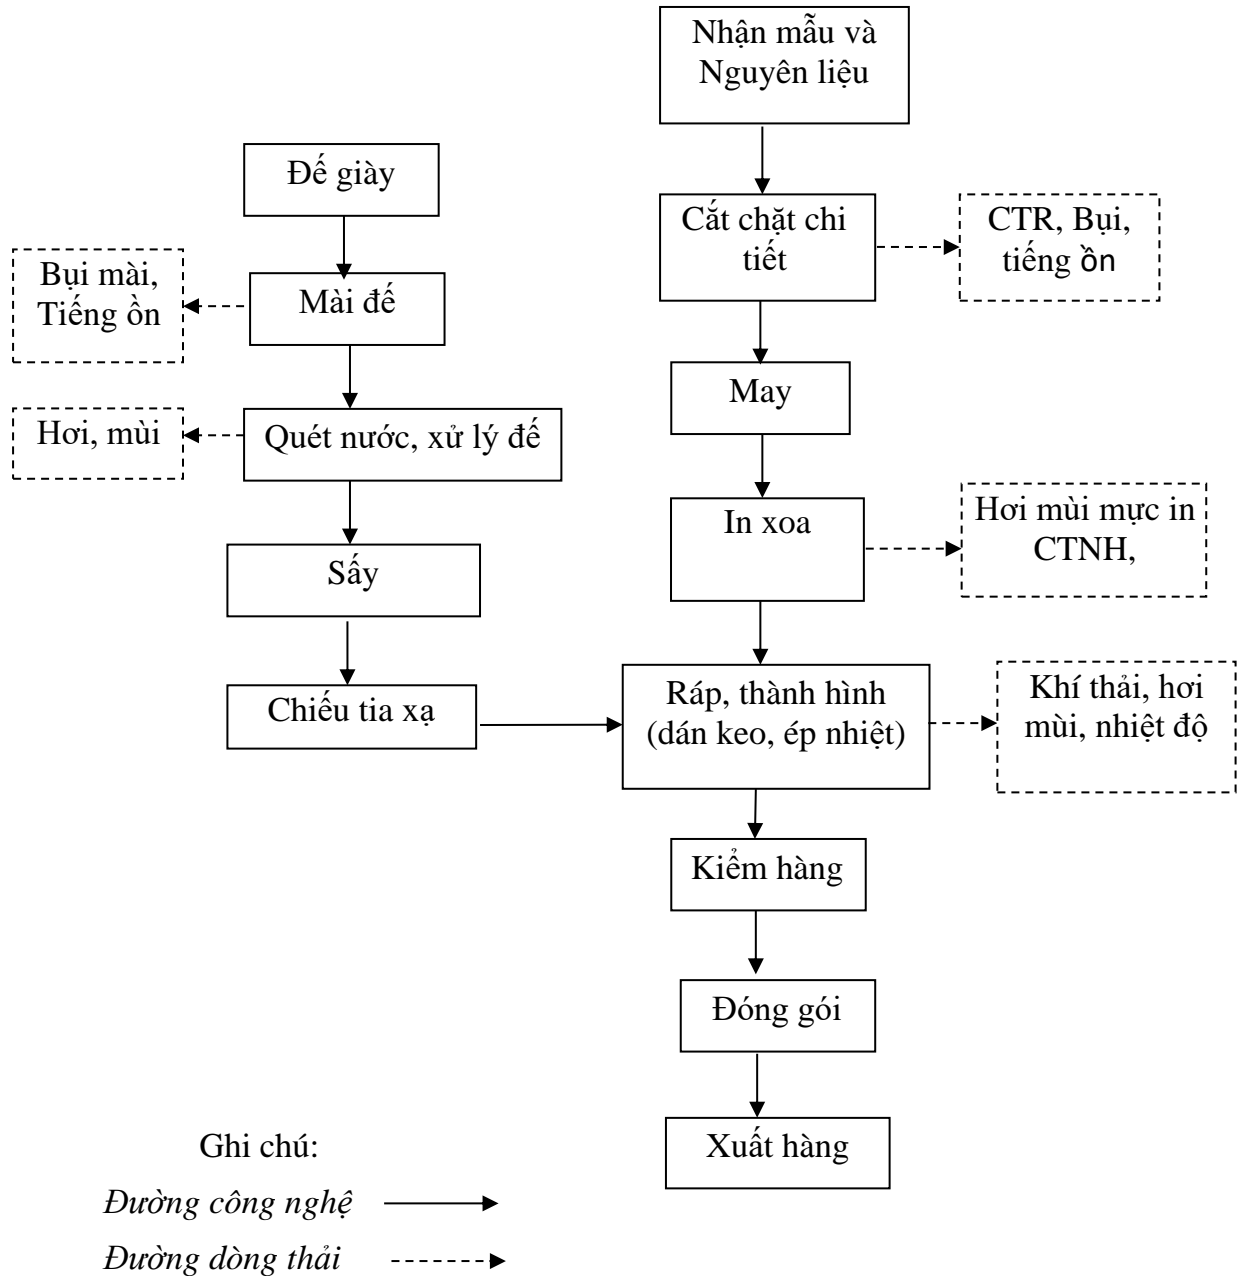 Nhận mẫu và
Nguyên liệu
Đế giày
Cắt chặt chi
tiết
CTR, Bụi,
tiếng ồn
Bụi mài,
Tiếng ồn
Mài đế
May
Hơi, mùi
Quét nước, xử lý đế
In xoa
Hơi mùi mực in
CTNH,
Sấy
Chiếu tia xạ
Ráp, thành hình
(dán keo, ép nhiệt)
Khí thải, hơi
mùi, nhiệt độ
Kiểm hàng
Đóng gói
Xuất hàng
Ghi chú:
Đường công nghệ
Đường dòng thải